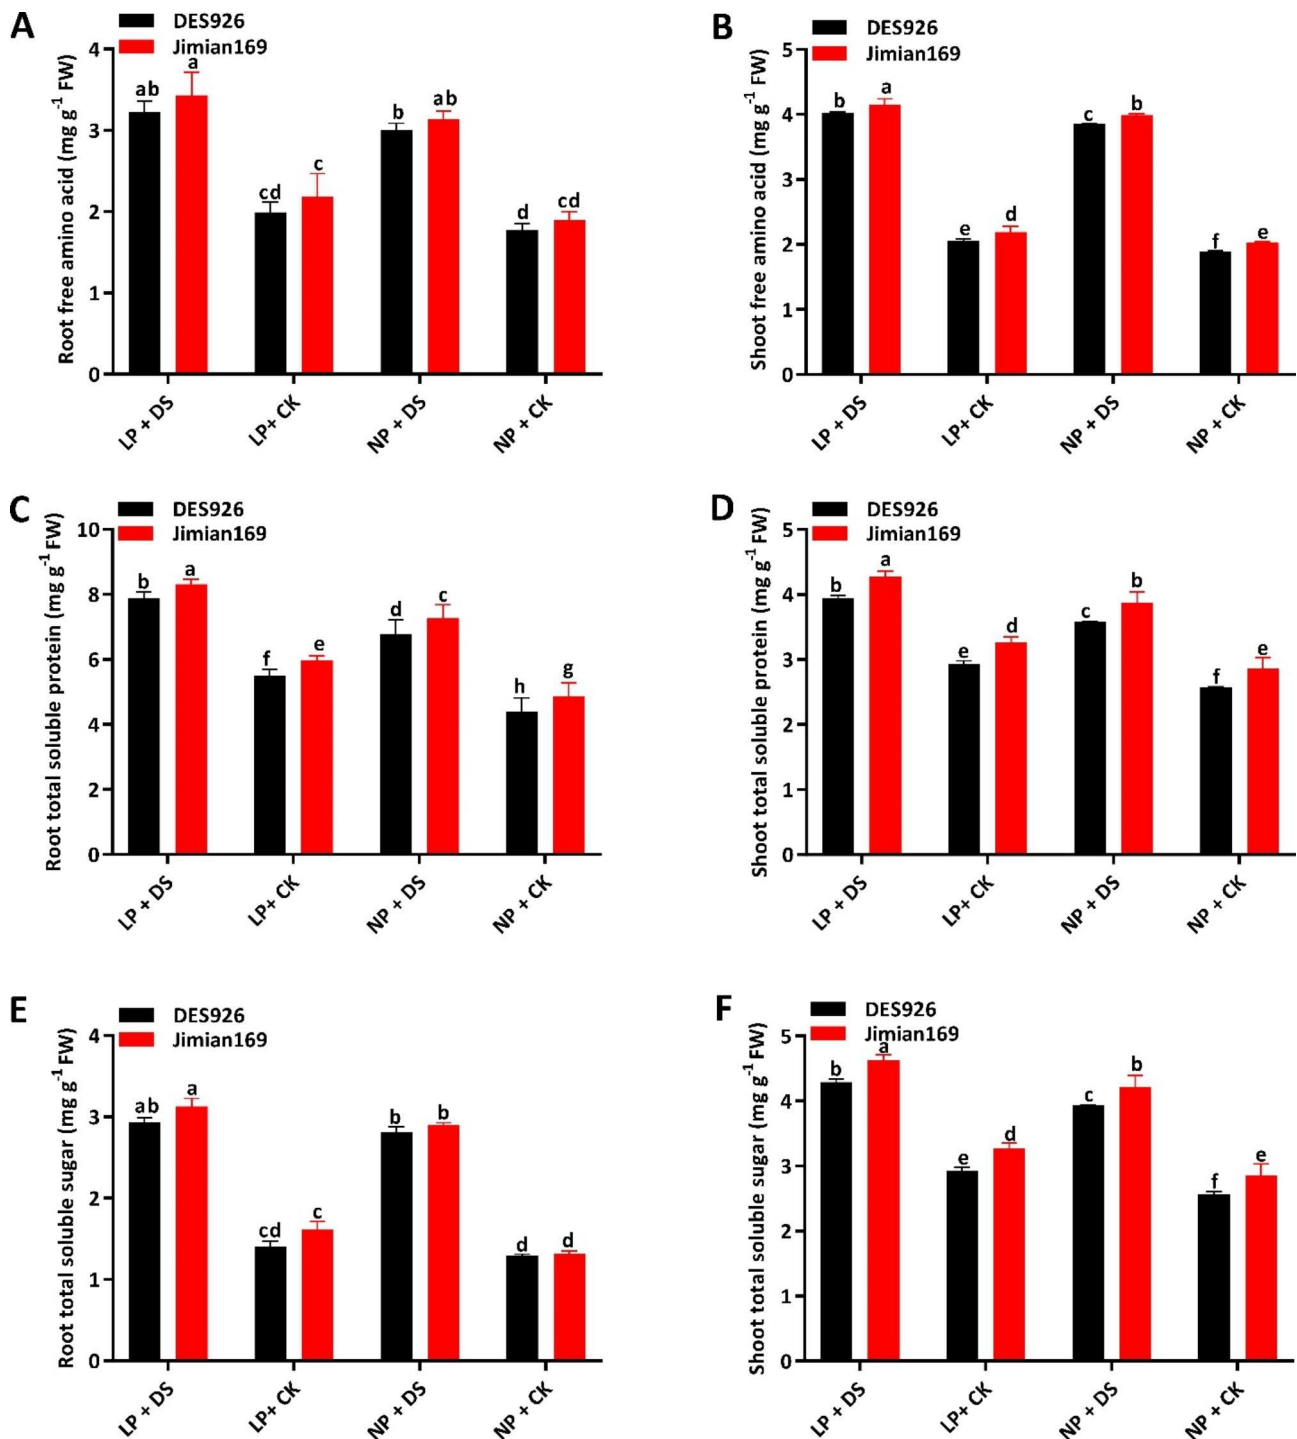 A
DES926
Jimian169
Root free amino acid (mg g⁻¹ FW)
4
3
2
1
0
ab
a
cd
c
b
ab
d
cd
LP + DS
LP+ CK
NP + DS
NP + CK
B
DES926
Jimian169
Shoot free amino acid (mg g⁻¹ FW)
5
4
3
2
1
0
b
a
e
d
c
b
f
e
LP + DS
LP+ CK
NP + DS
NP + CK
C
DES926
Jimian169
Root total soluble protein (mg g⁻¹ FW)
10
8
6
4
2
0
b
a
f
e
d
c
h
g
LP + DS
LP+ CK
NP + DS
NP + CK
D
DES926
Jimian169
Shoot total soluble protein (mg g⁻¹ FW)
5
4
3
2
1
0
b
a
e
d
c
b
f
e
LP + DS
LP+ CK
NP + DS
NP + CK
E
DES926
Jimian169
Root total soluble sugar (mg g⁻¹ FW)
4
3
2
1
0
ab
a
cd
c
b
b
d
d
LP + DS
LP+ CK
NP + DS
NP + CK
F
DES926
Jimian169
Shoot total soluble sugar (mg g⁻¹ FW)
5
4
3
2
1
0
b
a
e
d
c
b
f
e
LP + DS
LP+ CK
NP + DS
NP + CK